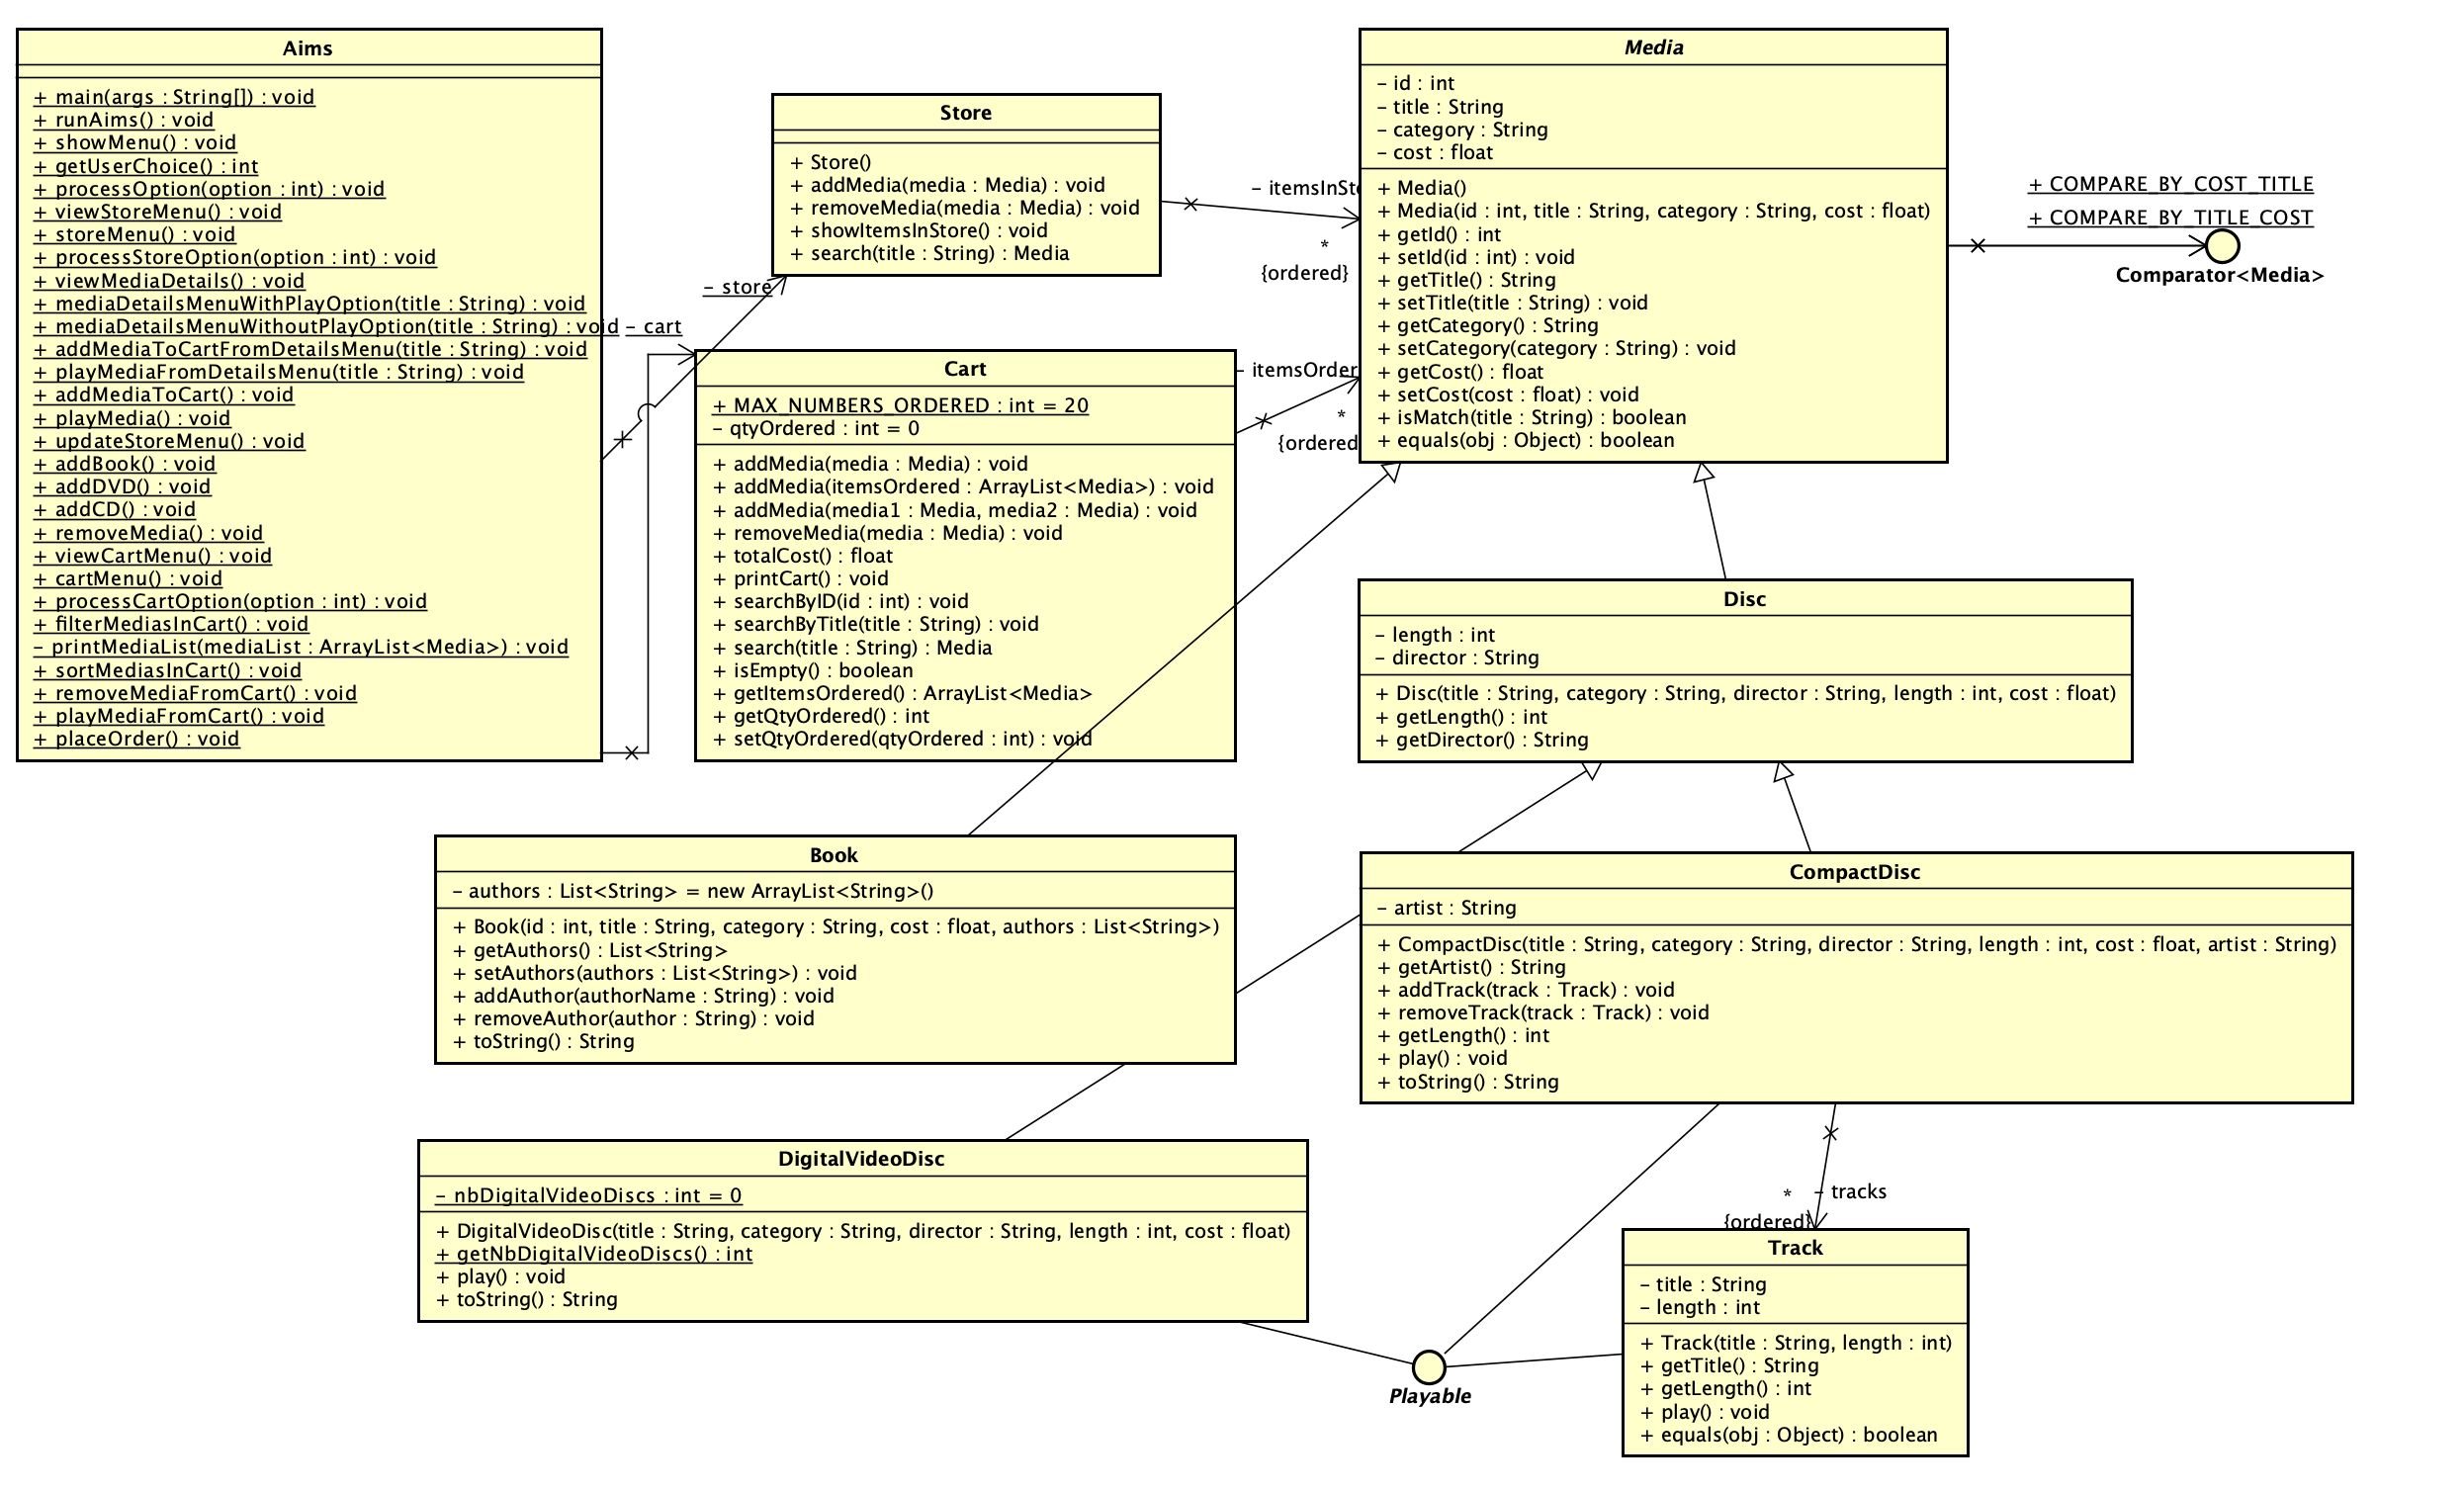 Aims
+ main(args : String[]) : void
+ runAims() : void
+ showMenu() : void
+ getUserChoice() : int
+ processOption(option : int) : void
+ viewStoreMenu() : void
+ storeMenu() : void
+ processStoreOption(option : int) : void
+ viewMediaDetails() : void
+ mediaDetailsMenuWithPlayOption(title : String) : void
+ mediaDetailsMenuWithoutPlayOption(title : String) : void
+ addMediaToCartFromDetailsMenu(title : String) : void
+ playMediaFromDetailsMenu(title : String) : void
+ addMediaToCart() : void
+ playMedia() : void
+ updateStoreMenu() : void
+ addBook() : void
+ addDVD() : void
+ addCD() : void
+ removeMedia() : void
+ viewCartMenu() : void
+ cartMenu() : void
+ processCartOption(option : int) : void
+ filterMediasInCart() : void
- printMediaList(mediaList : ArrayList<Media>) : void
+ sortMediasInCart() : void
+ removeMediaFromCart() : void
+ playMediaFromCart() : void
+ placeOrder() : void
- store
- cart
Store
+ Store()
+ addMedia(media : Media) : void
+ removeMedia(media : Media) : void
+ showItemsInStore() : void
+ search(title : String) : Media
- itemsInSto
*
{ordered}
Cart
+ MAX_NUMBERS_ORDERED : int = 20
- qtyOrdered : int = 0
+ addMedia(media : Media) : void
+ addMedia(itemsOrdered : ArrayList<Media>) : void
+ addMedia(media1 : Media, media2 : Media) : void
+ removeMedia(media : Media) : void
+ totalCost() : float
+ printCart() : void
+ searchByID(id : int) : void
+ searchByTitle(title : String) : void
+ search(title : String) : Media
+ isEmpty() : boolean
+ getItemsOrdered() : ArrayList<Media>
+ getQtyOrdered() : int
+ setQtyOrdered(qtyOrdered : int) : void
- itemsOrder
*
{ordered
Media
- id : int
- title : String
- category : String
- cost : float
+ Media()
+ Media(id : int, title : String, category : String, cost : float)
+ getId() : int
+ setId(id : int) : void
+ getTitle() : String
+ setTitle(title : String) : void
+ getCategory() : String
+ setCategory(category : String) : void
+ getCost() : float
+ setCost(cost : float) : void
+ isMatch(title : String) : boolean
+ equals(obj : Object) : boolean
+ COMPARE_BY_COST_TITLE
+ COMPARE_BY_TITLE_COST
Comparator<Media>
Disc
- length : int
- director : String
+ Disc(title : String, category : String, director : String, length : int, cost : float)
+ getLength() : int
+ getDirector() : String
Book
- authors : List<String> = new ArrayList<String>()
+ Book(id : int, title : String, category : String, cost : float, authors : List<String>)
+ getAuthors() : List<String>
+ setAuthors(authors : List<String>) : void
+ addAuthor(authorName : String) : void
+ removeAuthor(author : String) : void
+ toString() : String
CompactDisc
- artist : String
+ CompactDisc(title : String, category : String, director : String, length : int, cost : float, artist : String)
+ getArtist() : String
+ addTrack(track : Track) : void
+ removeTrack(track : Track) : void
+ getLength() : int
+ play() : void
+ toString() : String
DigitalVideoDisc
- nbDigitalVideoDiscs : int = 0
+ DigitalVideoDisc(title : String, category : String, director : String, length : int, cost : float)
+ getNbDigitalVideoDiscs() : int
+ play() : void
+ toString() : String
* - tracks
{ordered}
Track
- title : String
- length : int
+ Track(title : String, length : int)
+ getTitle() : String
+ getLength() : int
+ play() : void
+ equals(obj : Object) : boolean
Playable